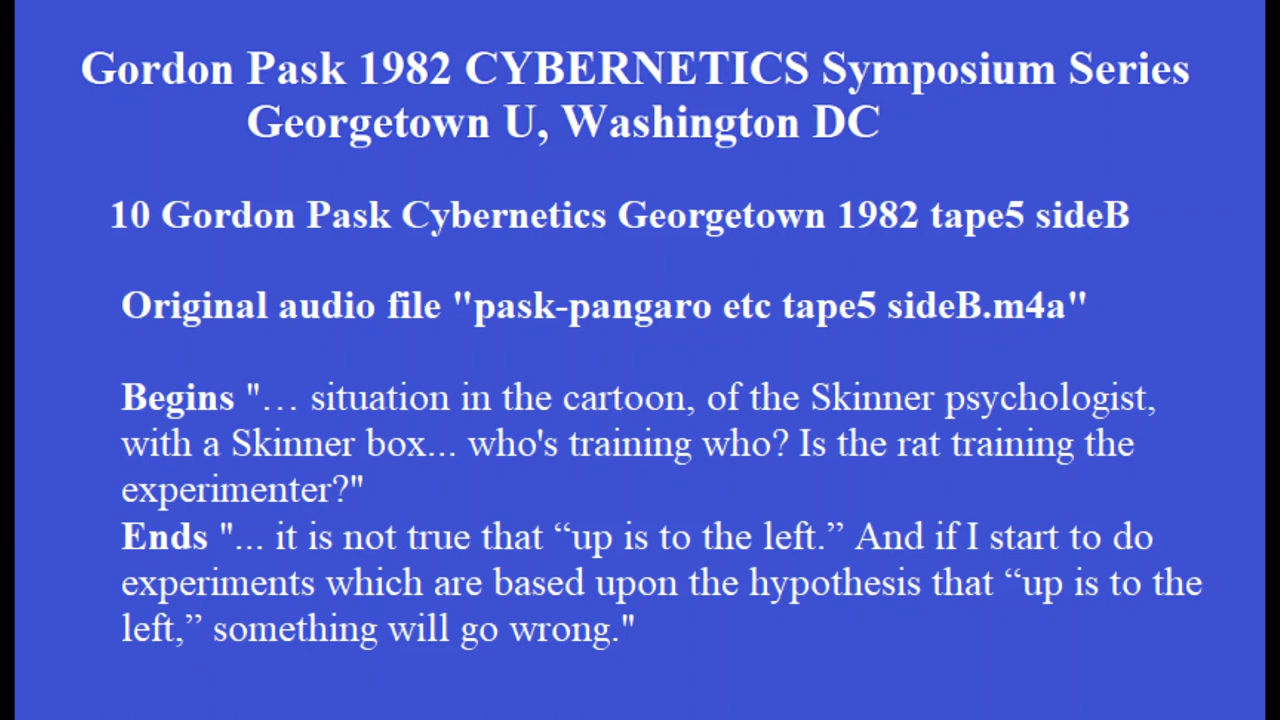 Gordon Pask 1982 CYBERNETICS Symposium Series
Georgetown U, Washington DC
10 Gordon Pask Cybernetics Georgetown 1982 tape5 sideB
Original audio file "pask-pangaro etc tape5 sideB.m4a"
Begins "… situation in the cartoon, of the Skinner psychologist,
with a Skinner box... who's training who? Is the rat training the
experimenter?"
Ends "... it is not true that “up is to the left.” And if I start to do
experiments which are based upon the hypothesis that “up is to the
left,” something will go wrong."